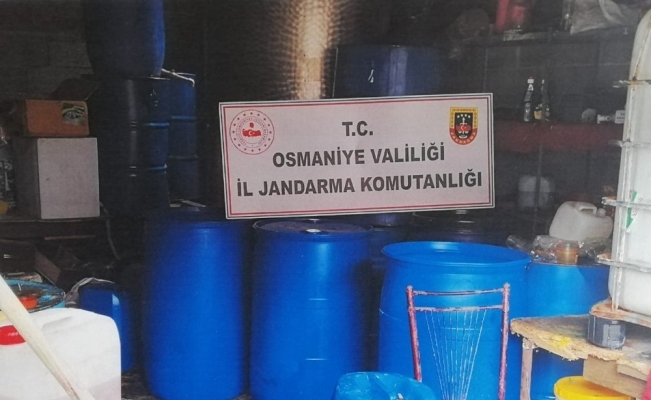 T.C.
OSMANİYE VALİLİĞİ
İL JANDARMA KOMUTANLIĞI